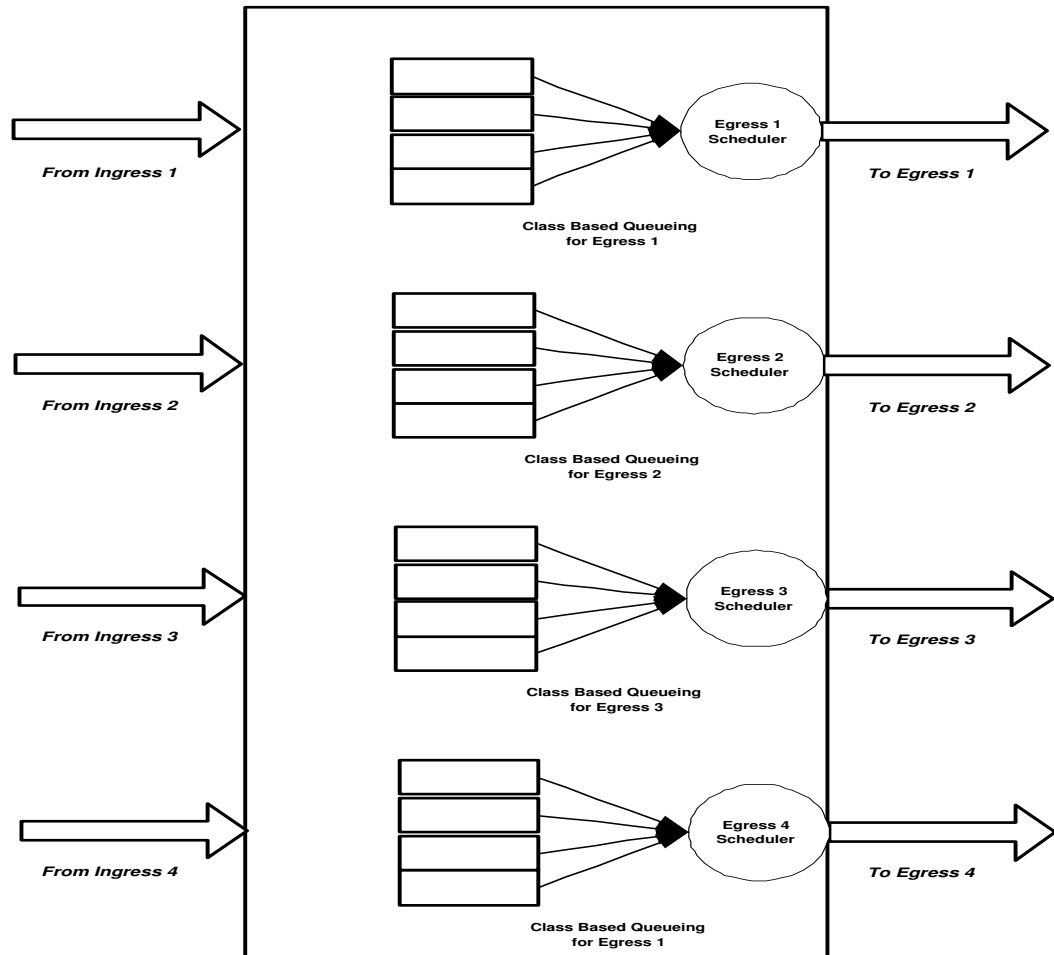 Egress 1
Scheduler
From Ingress 1
To Egress 1
Class Based Queueing
for Egress 1
Egress 2
Scheduler
From Ingress 2
To Egress 2
Class Based Queueing
for Egress 2
Egress 3
Scheduler
From Ingress 3
To Egress 3
Class Based Queueing
for Egress 3
Egress 4
Scheduler
From Ingress 4
To Egress 4
Class Based Queueing
for Egress 1